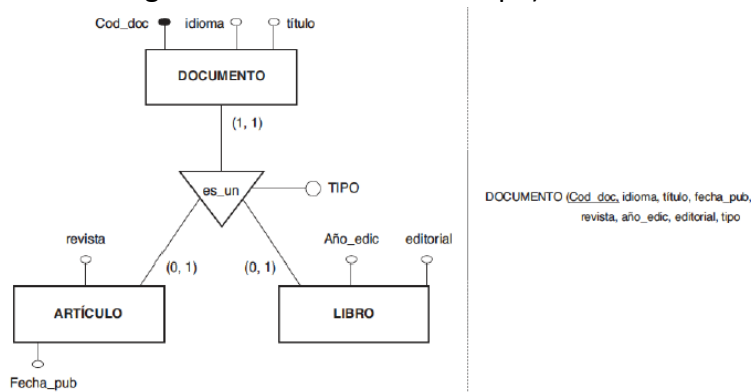 Cod_doc idioma título
DOCUMENTO
(1, 1)
es_un
TIPO
DOCUMENTO (Cod_doc, idioma, título, fecha_pub,
revista, año_edic, editorial, tipo
revista
Año_edic editorial
(0, 1)
(0, 1)
ARTÍCULO
LIBRO
Fecha_pub